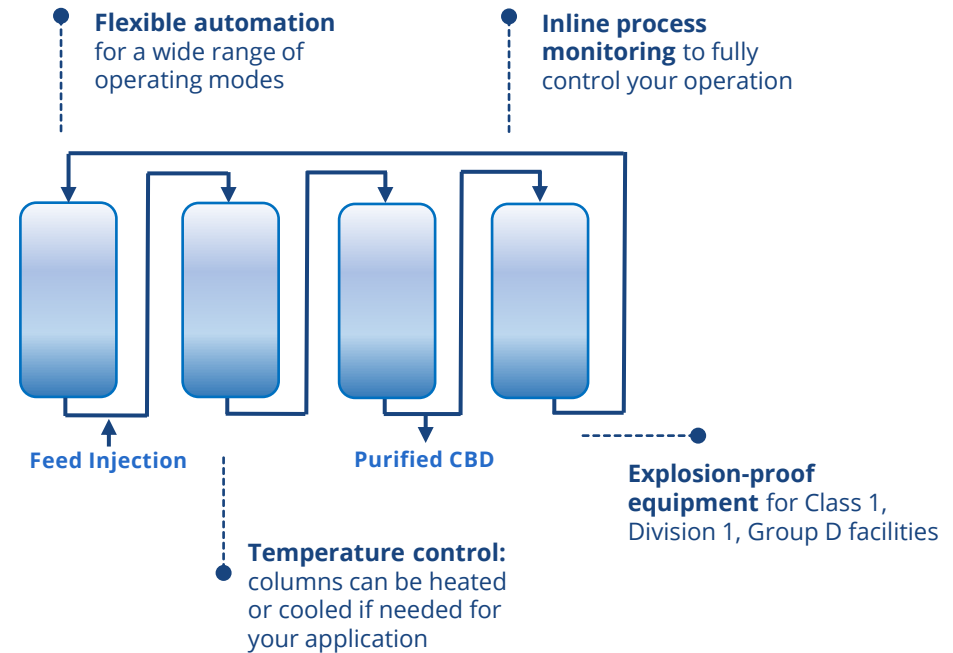 Flexible automation
for a wide range of
operating modes
Inline process
monitoring to fully
control your operation
Feed Injection
Purified CBD
Explosion-proof
equipment for Class 1,
Division 1, Group D facilities
Temperature control:
columns can be heated
or cooled if needed for
your application